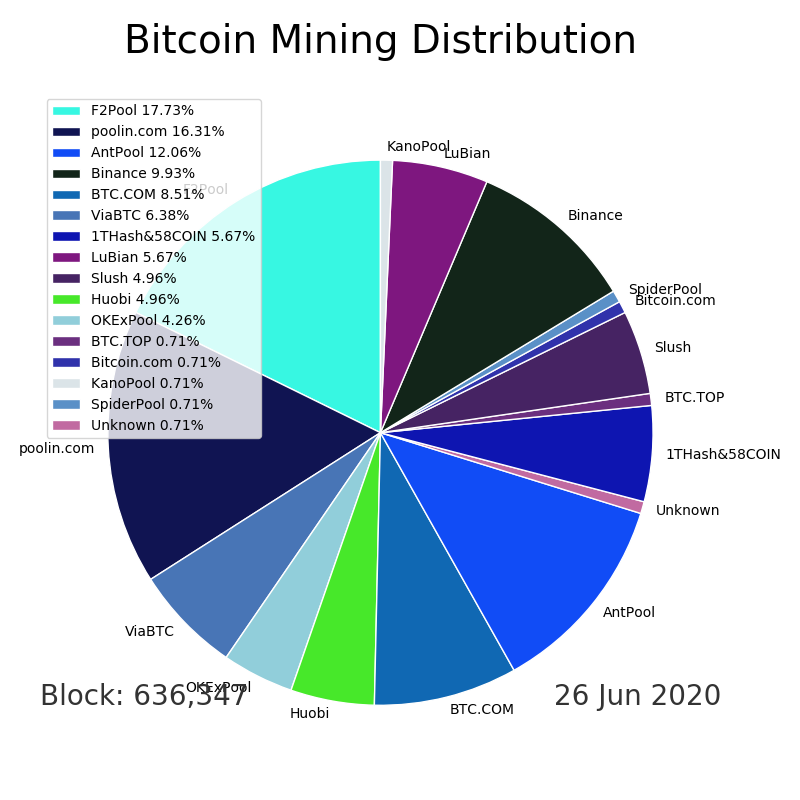 Bitcoin Mining Distribution
F2Pool 17.73%
poolin.com 16.31%
AntPool 12.06%
Binance 9.93%
BTC.COM 8.51%
ViaBTC 6.38%
1THash&58COIN 5.67%
LuBian 5.67%
Slush 4.96%
Huobi 4.96%
OKExPool 4.26%
BTC.TOP 0.71%
Bitcoin.com 0.71%
KanoPool 0.71%
SpiderPool 0.71%
Unknown 0.71%
KanoPool
LuBian
F2Pool
Binance
SpiderPool
Bitcoin.com
Slush
BTC.TOP
poolin.com
1THash&58COIN
Unknown
AntPool
ViaBTC
OKExPool
Huobi
BTC.COM
Block: 636,347
26 Jun 2020